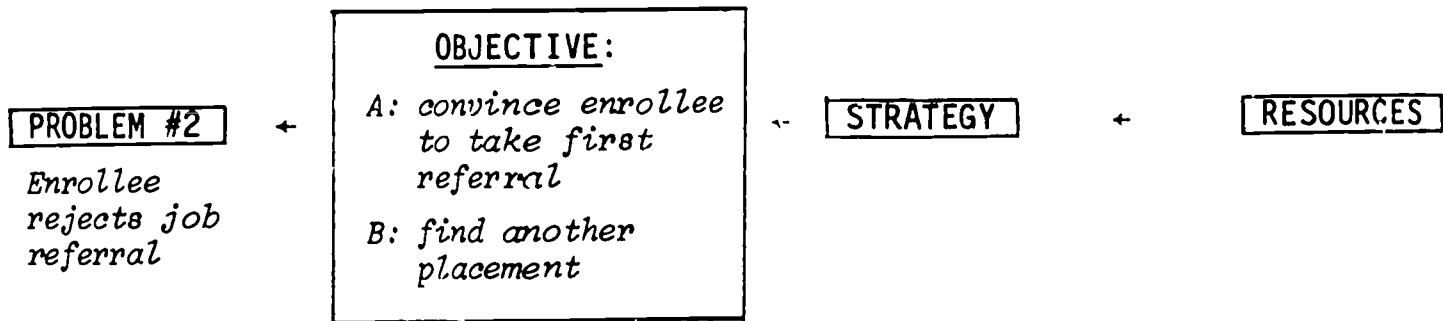 PROBLEM #2
←
Enrollee
rejects job
referral
OBJECTIVE:
A: convince enrollee
to take first
referral
B: find another
placement
←
STRATEGY
←
RESOURCES